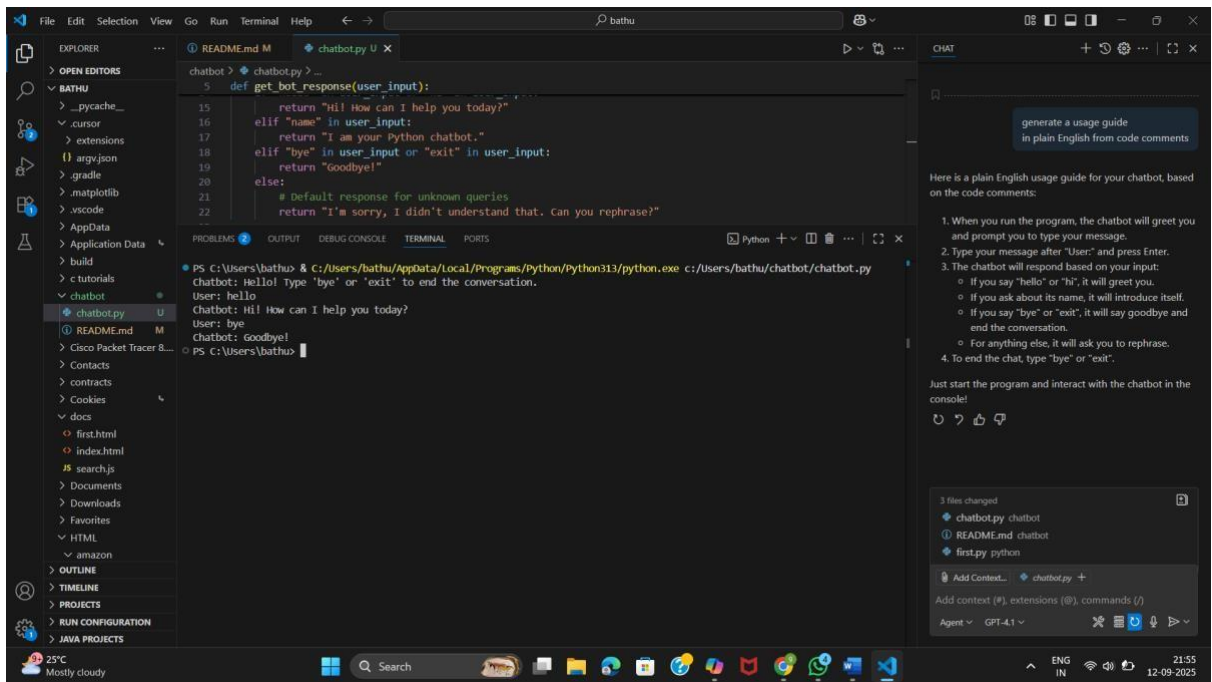 File Edit Selection View Go Run Terminal Help
bathu
EXPLORER
OPEN EDITORS
BATHU
__pycache__
.cursor
extensions
argv.json
.gradle
.matplotlib
.vscode
AppData
Application Data
build
c tutorials
chatbot
chatbot.py U
README.md M
Cisco Packet Tracer 8....
Contacts
contracts
Cookies
docs
first.html
index.html
JS search.js
Documents
Downloads
Favorites
HTML
amazon
OUTLINE
TIMELINE
PROJECTS
RUN CONFIGURATION
JAVA PROJECTS
README.md M chatbot.py U
chatbot > chatbot.py > ...
5 def get_bot_response(user_input):
15 return "Hi! How can I help you today?"
16 elif "name" in user_input:
17 return "I am your Python chatbot."
18 elif "bye" in user_input or "exit" in user_input:
19 return "Goodbye!"
20 else:
21 # Default response for unknown queries
22 return "I'm sorry, I didn't understand that. Can you rephrase?"
PROBLEMS 2 OUTPUT DEBUG CONSOLE TERMINAL PORTS
Python
PS C:\Users\bathu> & C:/Users/bathu/AppData/Local/Programs/Python/Python313/python.exe c:/Users/bathu/chatbot/chatbot.py
Chatbot: Hello! Type 'bye' or 'exit' to end the conversation.
User: hello
Chatbot: Hi! How can I help you today?
User: bye
Chatbot: Goodbye!
PS C:\Users\bathu>
CHAT
generate a usage guide
in plain English from code comments
Here is a plain English usage guide for your chatbot, based
on the code comments:
1. When you run the program, the chatbot will greet you
and prompt you to type your message.
2. Type your message after "User:" and press Enter.
3. The chatbot will respond based on your input:
If you say "hello" or "hi", it will greet you.
If you ask about its name, it will introduce itself.
If you say "bye" or "exit", it will say goodbye and
end the conversation.
For anything else, it will ask you to rephrase.
4. To end the chat, type "bye" or "exit".
Just start the program and interact with the chatbot in the
console!
3 files changed
chatbot.py chatbot
README.md chatbot
first.py python
Add Context... chatbot.py
Add context (#), extensions (@), commands (/)
Agent GPT-4.1
9+ 25°C
Mostly cloudy
Search
ENG
IN
21:55
12-09-2025